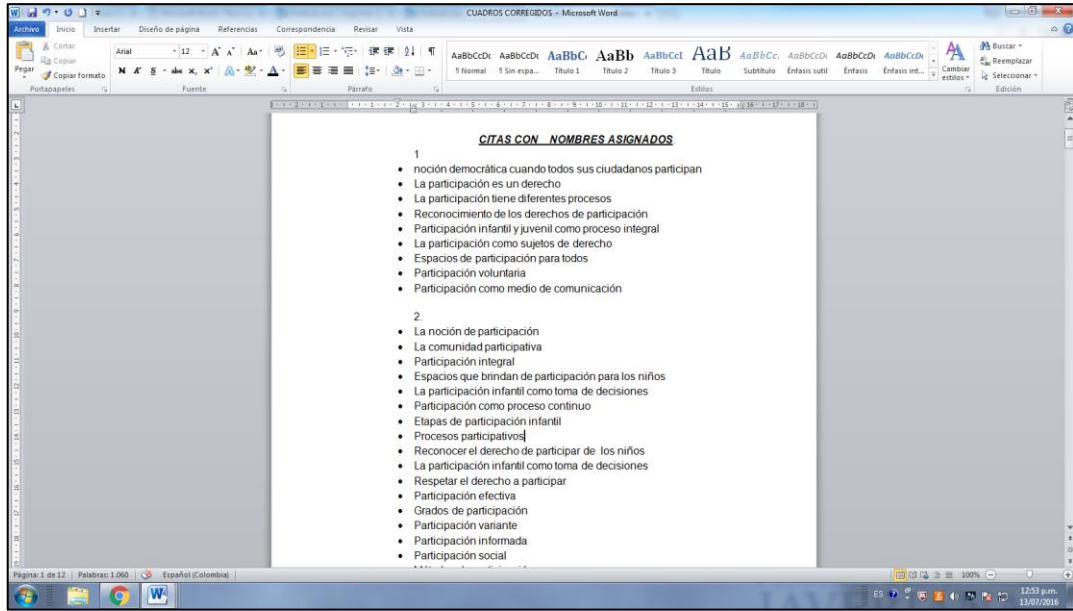 CUADROS CORREGIDOS - Microsoft Word
Archivo Inicio Insertar Diseño de página Referencias Correspondencia Revisar Vista
Cortar
Copiar
Copiar formato
Pegar
Portapapeles
Arial 12
Fuente
Párrafo
AaBbCcDc AaBbCcDc AaBbC AaBb AaBbCcI AaB AaBbCc. AaBbCcDi AaBbCcDi AaBbCcDi
¶ Normal ¶ Sin espa... Título 1 Título 2 Título 3 Título Subtítulo Énfasis sutil Énfasis Énfasis int...
Estilos
Cambiar estilos
Buscar
Reemplazar
Seleccionar
Edición
CITAS CON NOMBRES ASIGNADOS
1
• noción democrática cuando todos sus ciudadanos participan
• La participación es un derecho
• La participación tiene diferentes procesos
• Reconocimiento de los derechos de participación
• Participación infantil y juvenil como proceso integral
• La participación como sujetos de derecho
• Espacios de participación para todos
• Participación voluntaria
• Participación como medio de comunicación
2.
• La noción de participación
• La comunidad participativa
• Participación integral
• Espacios que brindan de participación para los niños
• La participación infantil como toma de decisiones
• Participación como proceso continuo
• Etapas de participación infantil
• Procesos participativos
• Reconocer el derecho de participar de los niños
• La participación infantil como toma de decisiones
• Respetar el derecho a participar
• Participación efectiva
• Grados de participación
• Participación variante
• Participación informada
• Participación social
Página: 1 de 12 Palabras: 1.060 Español (Colombia) 100%
ES 12:53 p.m.
13/07/2016